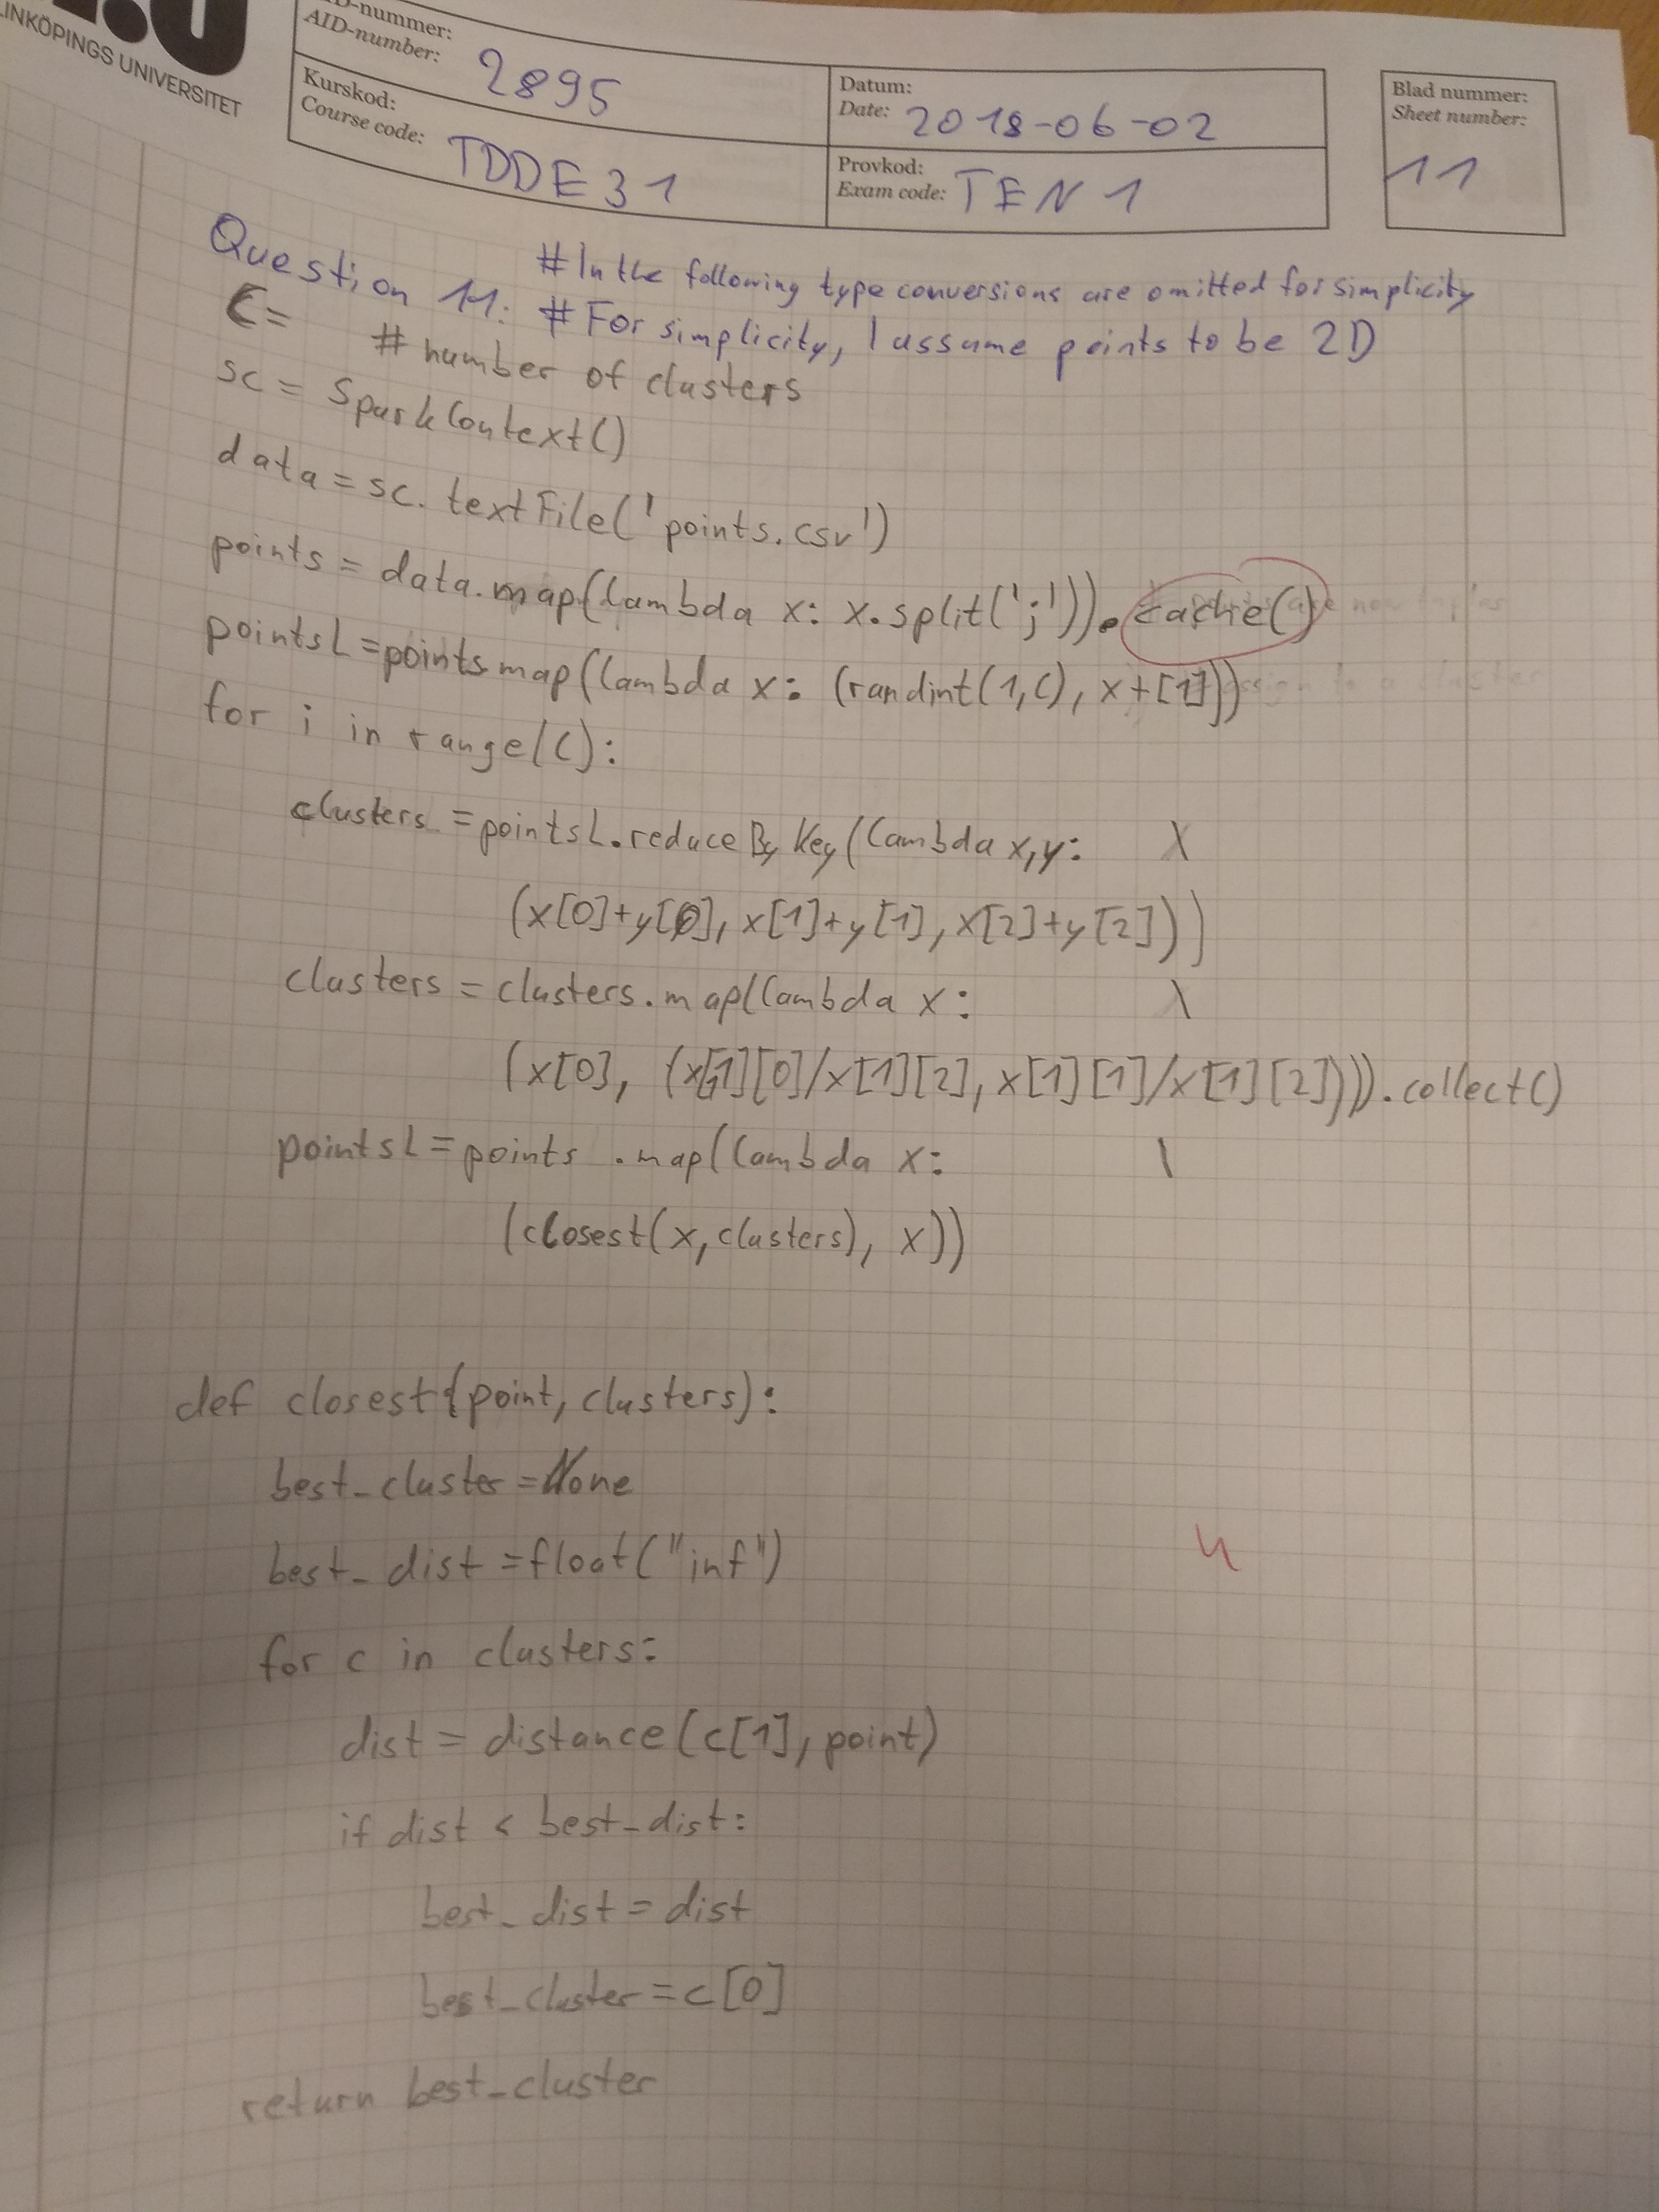 LINKÖPINGS UNIVERSITET
-nummer:
AID-number: 2895
Kurskod:
Course code: TDDE31
Datum:
Date: 2018-06-02
Provkod:
Exam code: TEN1
Blad nummer:
Sheet number:
11
Question 11: #In the following type conversions are omitted for simplicity
# For simplicity, I assume points to be 2D
C= # number of clusters
sc = SparkContext()
data = sc.textFile('points.csv')
points = data.map(lambda x: x.split(';')).cache()
pointsL = points map(lambda x: (randint(1,C), x+[1]))
for i in range(C):
clusters = pointsL.reduceByKey(lambda x,y: \
(x[0]+y[0], x[1]+y[1], x[2]+y[2]))
clusters = clusters.map(lambda x: \
(x[0], (x[1][0]/x[1][2], x[1][1]/x[1][2]))).collect()
pointsL = points .map(lambda x: \
(closest(x,clusters), x))
def closest(point, clusters):
best_cluster = None
best_dist = float("inf")
for c in clusters:
dist = distance(c[1], point)
if dist < best_dist:
best_dist = dist
best_cluster = c[0]
return best_cluster
4